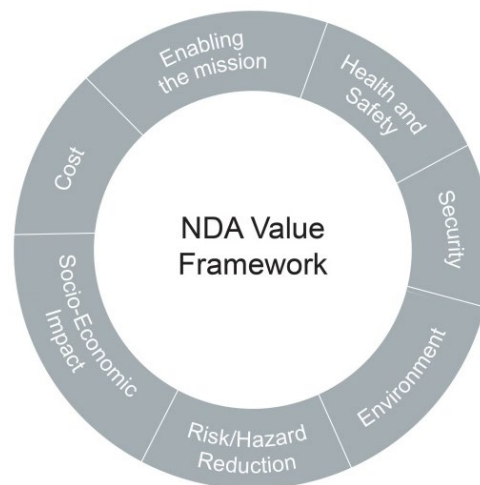 Enabling
the mission
Health and
Safety
Security
Environment
Risk/Hazard
Reduction
Socio-Economic
Impact
Cost
NDA Value
Framework